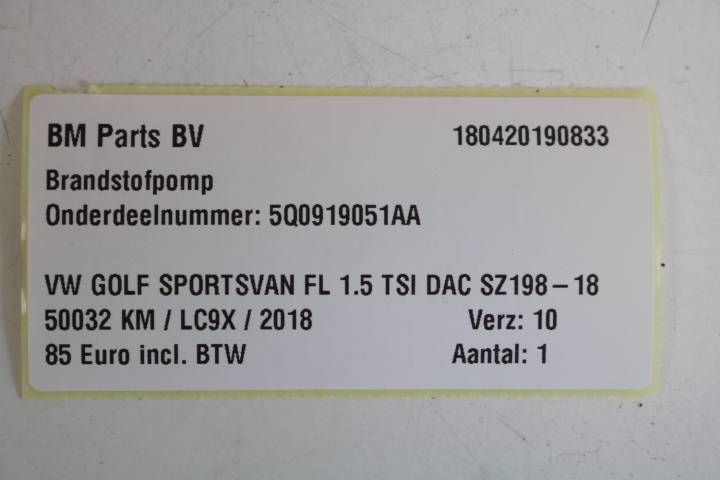 BM Parts BV 180420190833
Brandstofpomp
Onderdeelnummer: 5Q0919051AA
VW GOLF SPORTSVAN FL 1.5 TSI DAC SZ198-18
50032 KM / LC9X / 2018 Verz: 10
85 Euro incl. BTW Aantal: 1